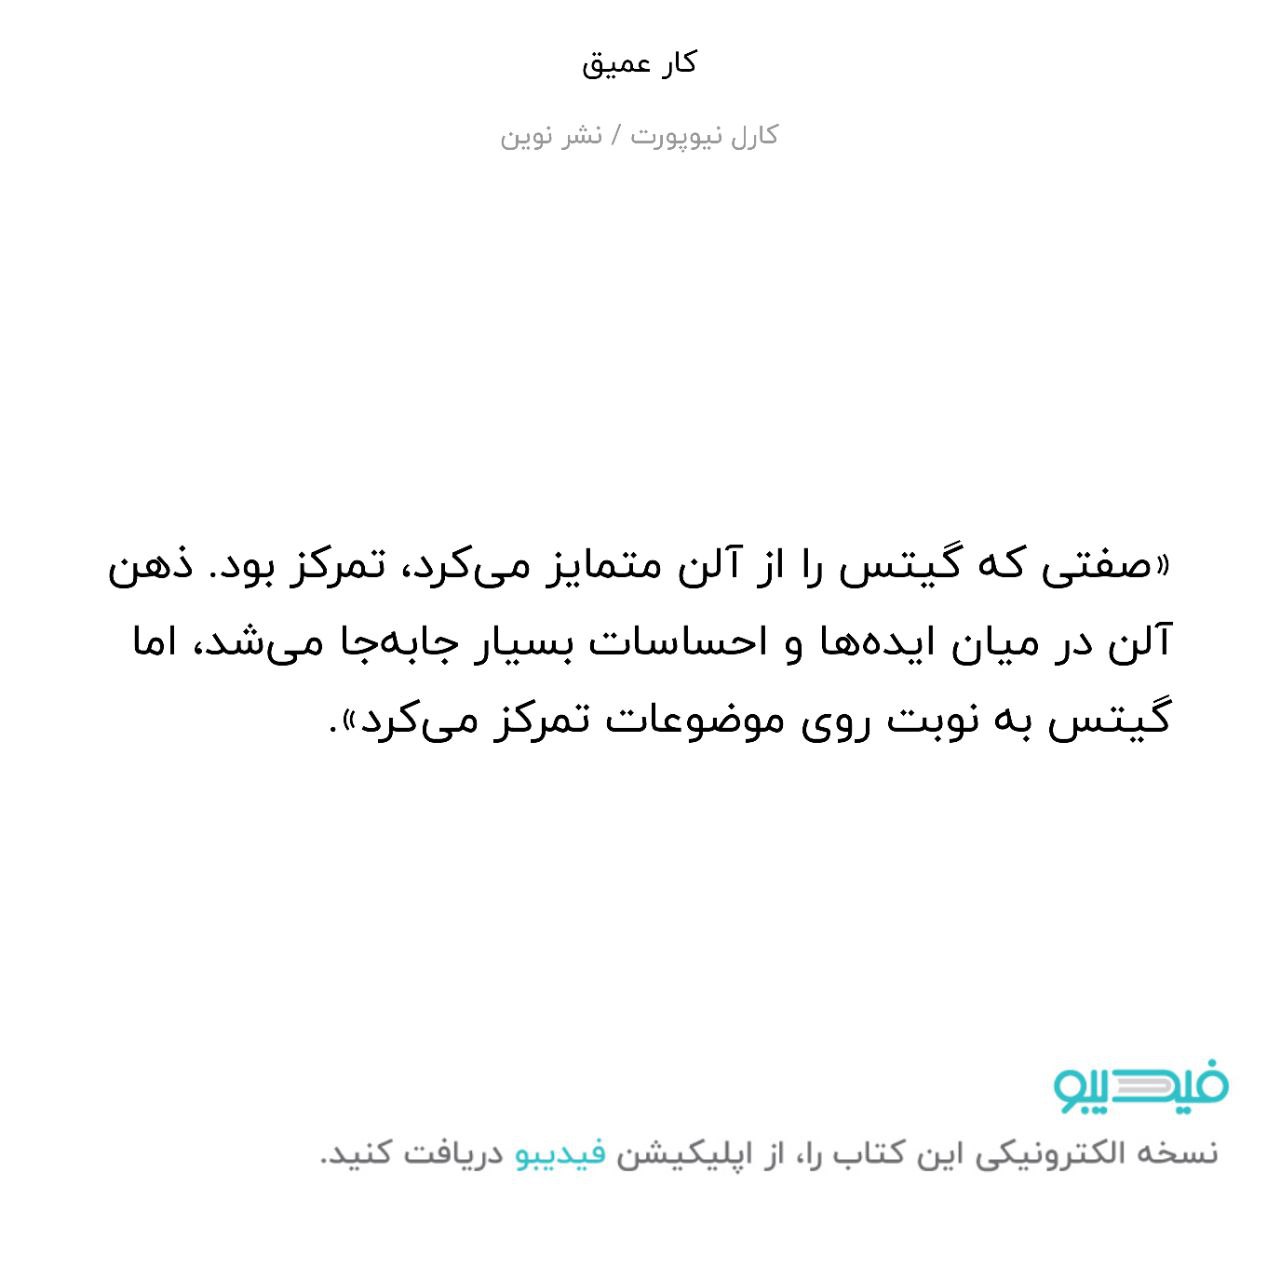 کار عمیق
کارل نیوپورت / نشر نوین
«صفتی که گیتس را از آلن متمایز می‌کرد، تمرکز بود. ذهن
آلن در میان ایده‌ها و احساسات بسیار جابه‌جا می‌شد، اما
گیتس به نوبت روی موضوعات تمرکز می‌کرد».
فیدیبو
نسخه الکترونیکی این کتاب را، از اپلیکیشن فیدیبو دریافت کنید.